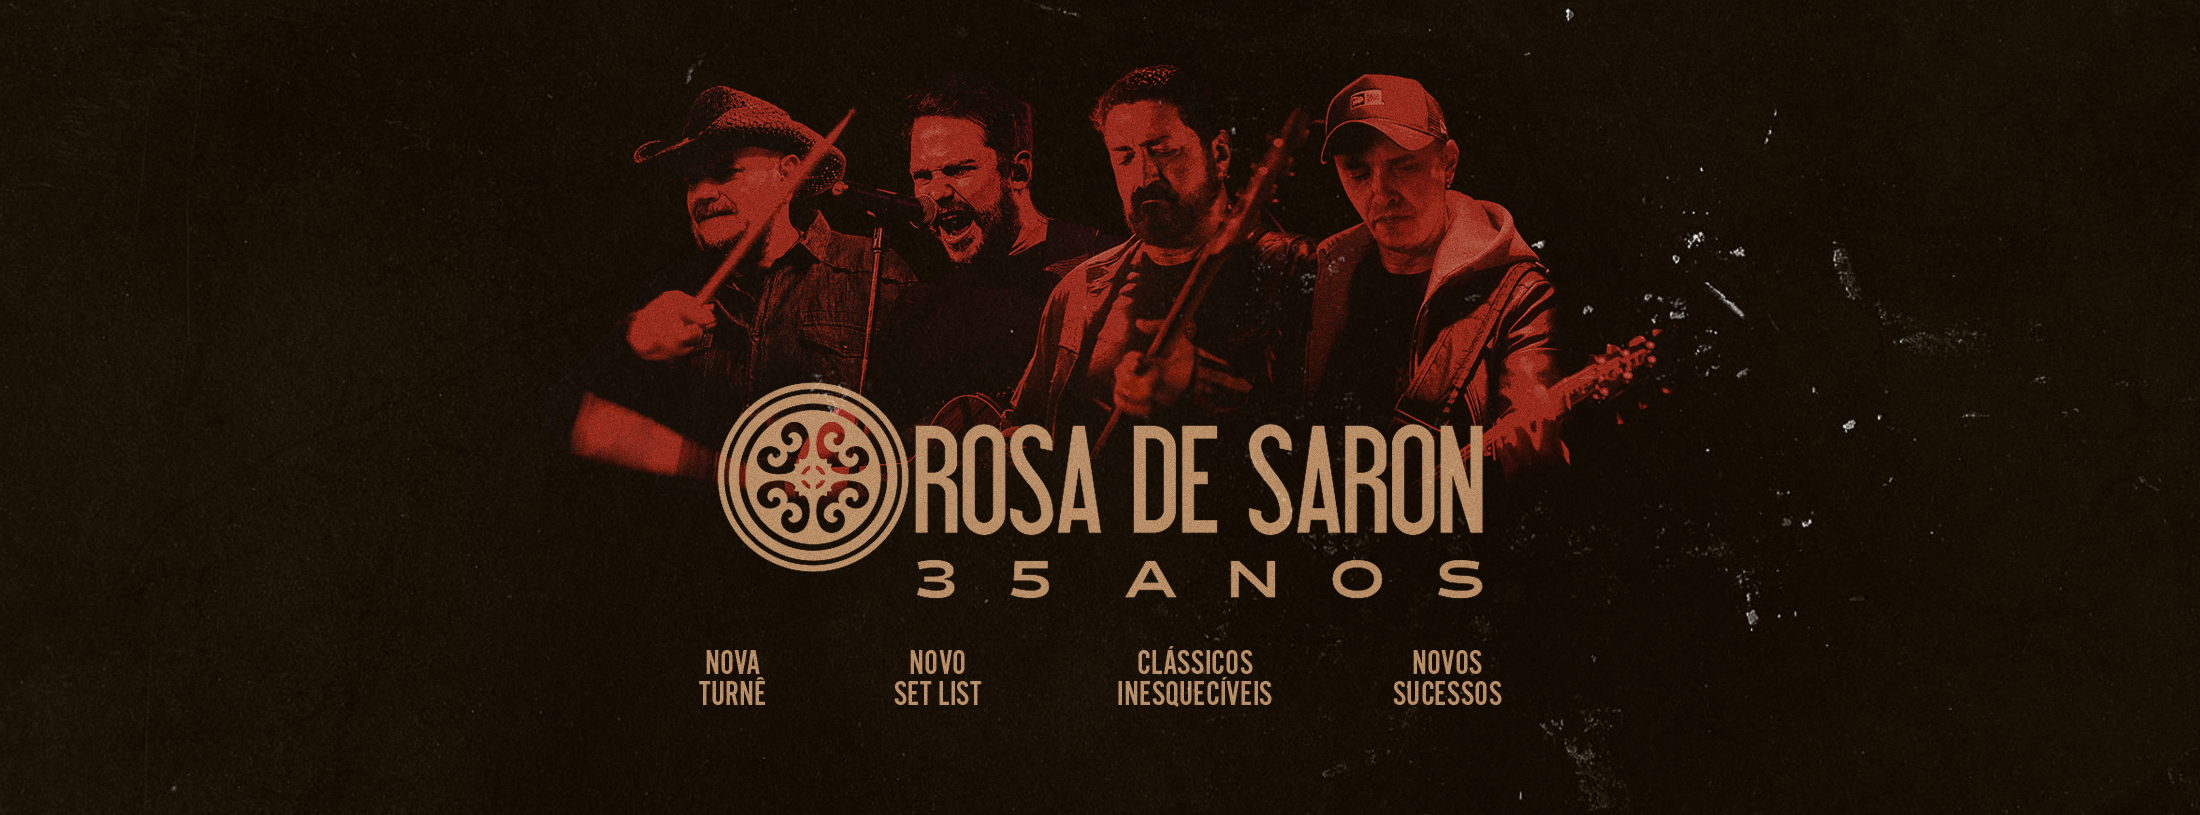 ROSA DE SARON
35 ANOS
NOVA
TURNÊ
NOVO
SET LIST
CLÁSSICOS
INESQUECÍVEIS
NOVOS
SUCESSOS